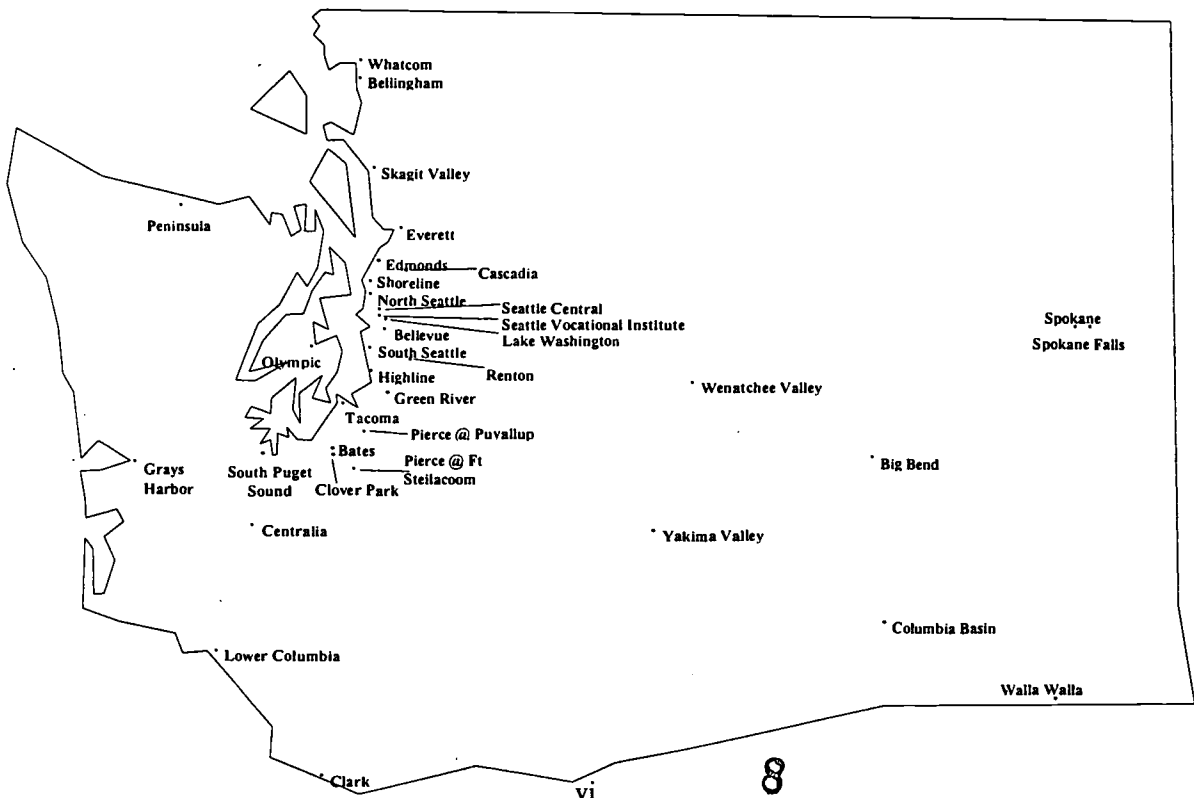 Whatcom
Bellingham
Skagit Valley
Peninsula
Everett
Edmonds
Cascadia
Shoreline
North Seattle
Seattle Central
Seattle Vocational Institute
Lake Washington
Bellevue
Spokane
Spokane Falls
Olympic
South Seattle
Renton
Highline
Green River
Wenatchee Valley
Tacoma
Pierce @ Puvallup
Bates
Pierce @ Ft
Steilacoom
Clover Park
Grays
Harbor
South Puget
Sound
Big Bend
Centralia
Yakima Valley
Columbia Basin
Lower Columbia
Walla Walla
Clark
vi
8